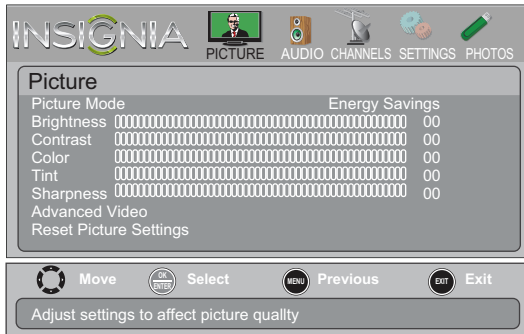 INSIGNIA
PICTURE AUDIO CHANNELS SETTINGS PHOTOS
Picture
Picture Mode Energy Savings
Brightness 00
Contrast 00
Color 00
Tint 00
Sharpness 00
Advanced Video
Reset Picture Settings
Move OK ENTER Select MENU Previous EXIT Exit
Adjust settings to affect picture quallty